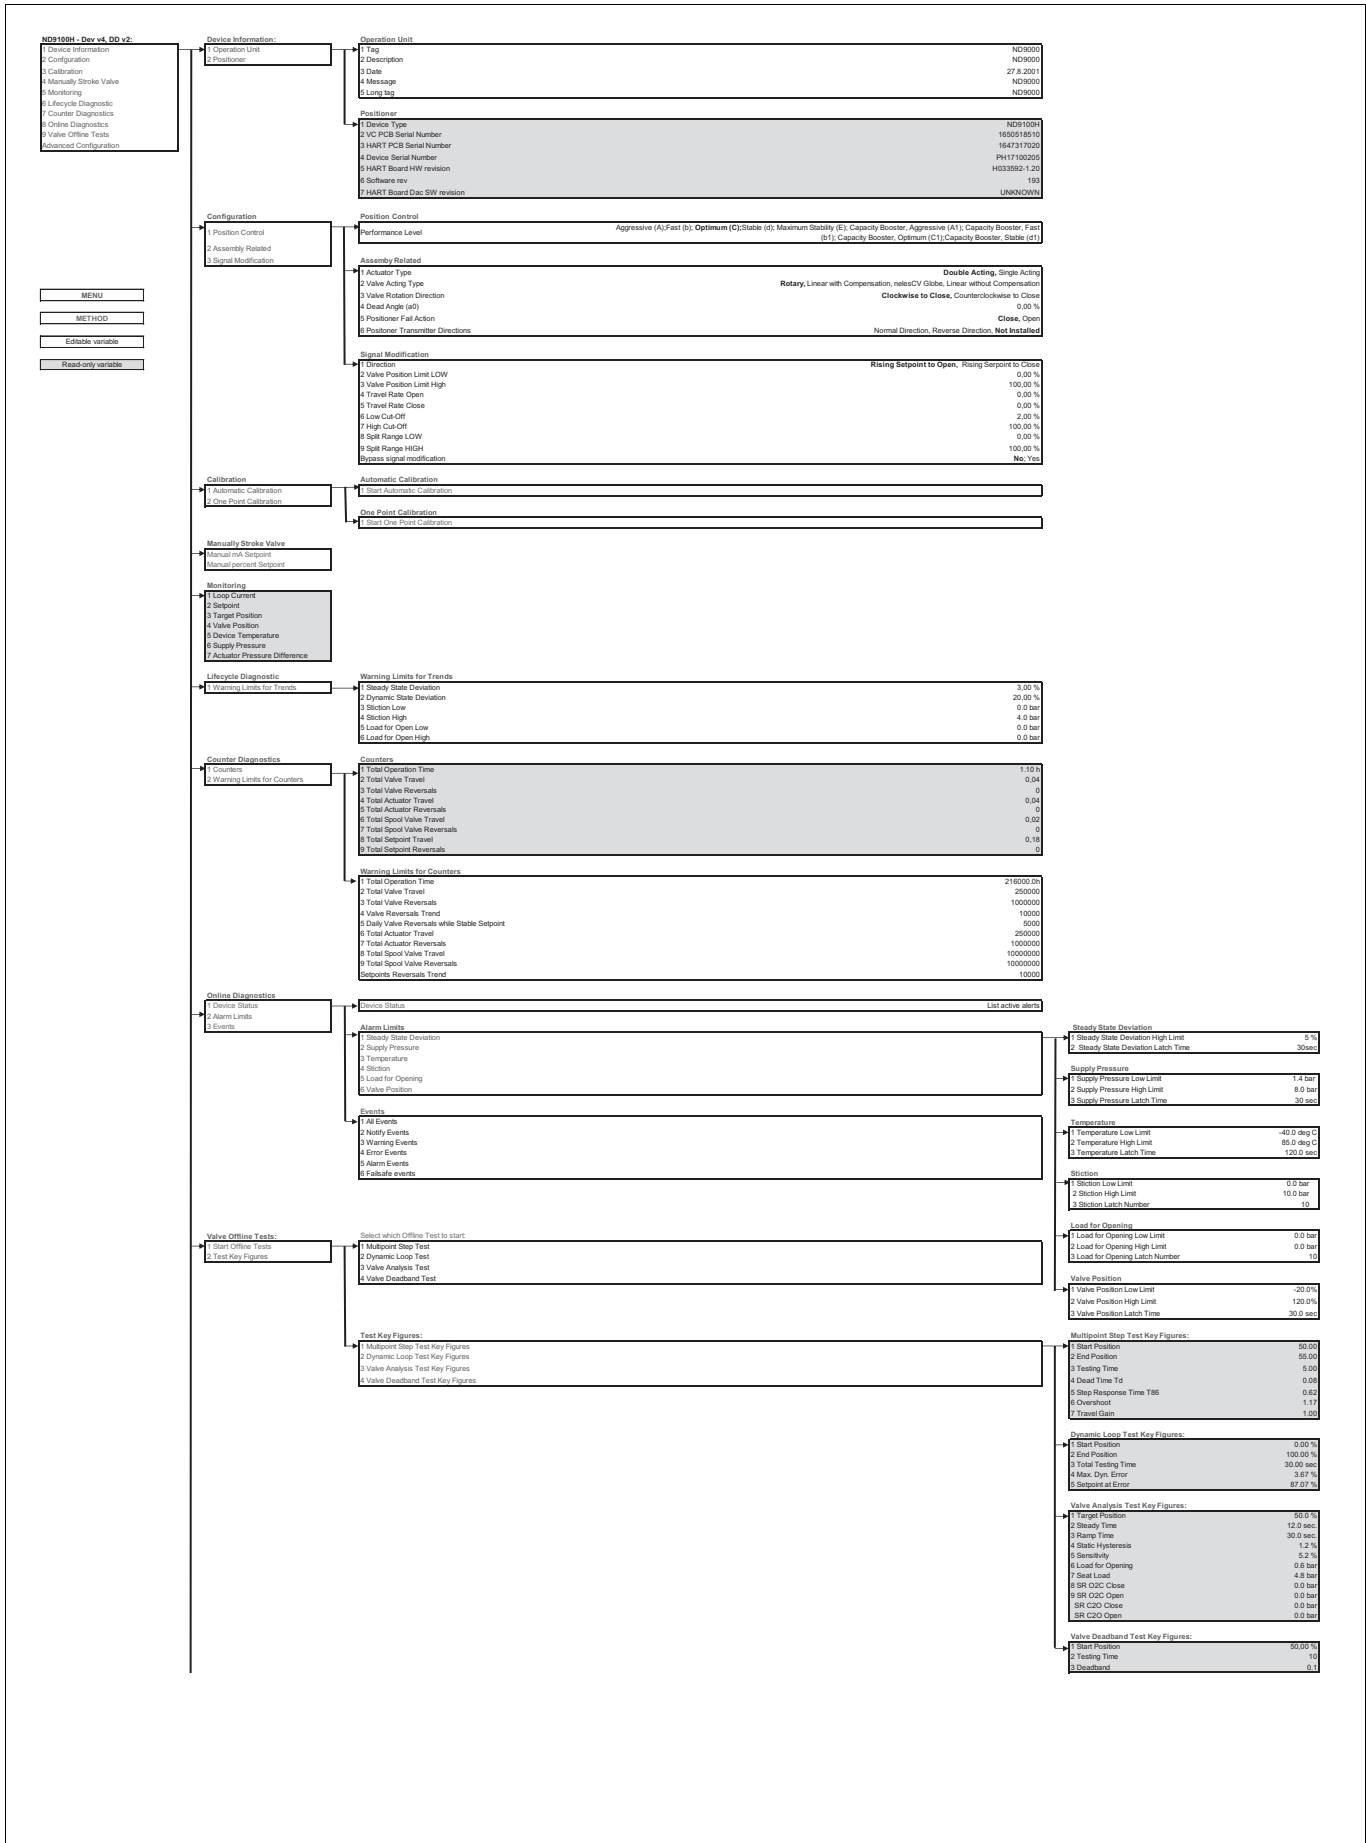 ND9100H - Dev v4, DD v2:
1 Device Information
2 Confguration
3 Calibration
4 Manually Stroke Valve
5 Monitoring
6 Lifecycle Diagnostic
7 Counter Diagnostics
8 Online Diagnostics
9 Valve Offline Tests
Advanced Configuration
MENU
METHOD
Editable variable
Read-only variable
Device Information:
1 Operation Unit
2 Positioner
Operation Unit
1 Tag ND9000
2 Description ND9000
3 Date 27.8.2001
4 Message ND9000
5 Long tag ND9000
Positioner
1 Device Type ND9100H
2 VC PCB Serial Number 1650518510
3 HART PCB Serial Number 1647317020
4 Device Serial Number PH17100205
5 HART Board HW revision H033592-1.20
6 Software rev 193
7 HART Board Dac SW revision UNKNOWN
Configuration
1 Position Control
2 Assembly Related
3 Signal Modification
Position Control
Performance Level Aggressive (A);Fast (b); Optimum (C);Stable (d); Maximum Stability (E); Capacity Booster, Aggressive (A1); Capacity Booster, Fast
(b1); Capacity Booster, Optimum (C1);Capacity Booster, Stable (d1)
Assemby Related
1 Actuator Type Double Acting, Single Acting
2 Valve Acting Type Rotary, Linear with Compensation, nelesCV Globe, Linear without Compensation
3 Valve Rotation Direction Clockwise to Close, Counterclockwise to Close
4 Dead Angle (a0) 0,00 %
5 Positioner Fail Action Close, Open
6 Positoner Transmitter Directions Normal Direction, Reverse Direction, Not Installed
Signal Modification
1 Direction Rising Setpoint to Open, Rising Serpoint to Close
2 Valve Position Limit LOW 0,00 %
3 Valve Position Limit High 100,00 %
4 Travel Rate Open 0,00 %
5 Travel Rate Close 0,00 %
6 Low Cut-Off 2,00 %
7 High Cut-Off 100,00 %
8 Split Range LOW 0,00 %
9 Split Range HIGH 100,00 %
Bypass signal modification No; Yes
Calibration
1 Automatic Calibration
2 One Point Calibration
Automatic Calibration
1 Start Automatic Calibration
One Point Calibration
1 Start One Point Calibration
Manually Stroke Valve
Manual mA Setpoint
Manual percent Setpoint
Monitoring
1 Loop Current
2 Setpoint
3 Target Position
4 Valve Position
5 Device Temperature
6 Supply Pressure
7 Actuator Pressure Difference
Lifecycle Diagnostic
1 Warning Limits for Trends
Warning Limits for Trends
1 Steady State Deviation 3,00 %
2 Dynamic State Deviation 20,00 %
3 Stiction Low 0.0 bar
4 Stiction High 4.0 bar
5 Load for Open Low 0.0 bar
6 Load for Open High 0.0 bar
Counter Diagnostics
1 Counters
2 Warning Limits for Counters
Counters
1 Total Operation Time 1.10 h
2 Total Valve Travel 0,04
3 Total Valve Reversals 0
4 Total Actuator Travel 0,04
5 Total Actuator Reversals 0
6 Total Spool Valve Travel 0,02
7 Total Spool Valve Reversals 0
8 Total Setpoint Travel 0,18
9 Total Setpoint Reversals 0
Warning Limits for Counters
1 Total Operation Time 216000.0h
2 Total Valve Travel 250000
3 Total Valve Reversals 1000000
4 Valve Reversals Trend 10000
5 Daily Valve Reversals while Stable Setpoint 5000
6 Total Actuator Travel 250000
7 Total Actuator Reversals 1000000
8 Total Spool Valve Travel 10000000
9 Total Spool Valve Reversals 10000000
Setpoints Reversals Trend 10000
Online Diagnostics
1 Device Status
2 Alarm Limits
3 Events
Device Status List active alerts
Alarm Limits
1 Steady State Deviation
2 Supply Pressure
3 Temperature
4 Stiction
5 Load for Opening
6 Valve Position
Events
1 All Events
2 Notify Events
3 Warning Events
4 Error Events
5 Alarm Events
6 Failsafe events
Steady State Deviation
1 Steady State Deviation High Limit 5 %
2 Steady State Deviation Latch Time 30sec
Supply Pressure
1 Supply Pressure Low Limit 1.4 bar
2 Supply Pressure High Limit 8.0 bar
3 Supply Pressure Latch Time 30 sec
Temperature
1 Temperature Low Limit -40.0 deg C
2 Temperature High Limit 85.0 deg C
3 Temperature Latch Time 120.0 sec
Stiction
1 Stiction Low Limit 0.0 bar
2 Stiction High Limit 10.0 bar
3 Stiction Latch Number 10
Load for Opening
1 Load for Opening Low Limit 0.0 bar
2 Load for Opening High Limit 0.0 bar
3 Load for Opening Latch Number 10
Valve Position
1 Valve Position Low Limit -20.0%
2 Valve Position High Limit 120.0%
3 Valve Position Latch Time 30.0 sec
Valve Offline Tests:
1 Start Offline Tests
2 Test Key Figures
Select which Offline Test to start:
1 Multipoint Step Test
2 Dynamic Loop Test
3 Valve Analysis Test
4 Valve Deadband Test
Test Key Figures:
1 Multipoint Step Test Key Figures
2 Dynamic Loop Test Key Figures
3 Valve Analysis Test Key Figures
4 Valve Deadband Test Key Figures
Multipoint Step Test Key Figures:
1 Start Position 50.00
2 End Position 55.00
3 Testing Time 5.00
4 Dead Time Td 0.08
5 Step Response Time T86 0.62
6 Overshoot 1.17
7 Travel Gain 1.00
Dynamic Loop Test Key Figures:
1 Start Position 0.00 %
2 End Position 100.00 %
3 Total Testing Time 30.00 sec
4 Max. Dyn. Error 3.67 %
5 Setpoint at Error 87.07 %
Valve Analysis Test Key Figures:
1 Target Position 50.0 %
2 Steady Time 12.0 sec.
3 Ramp Time 30.0 sec.
4 Static Hysteresis 1.2 %
5 Sensitivity 5.2 %
6 Load for Opening 0.6 bar
7 Seat Load 4.8 bar
8 SR O2C Close 0.0 bar
9 SR O2C Open 0.0 bar
SR C2O Close 0.0 bar
SR C2O Open 0.0 bar
Valve Deadband Test Key Figures:
1 Start Position 50,00 %
2 Testing Time 10
3 Deadband 0.1